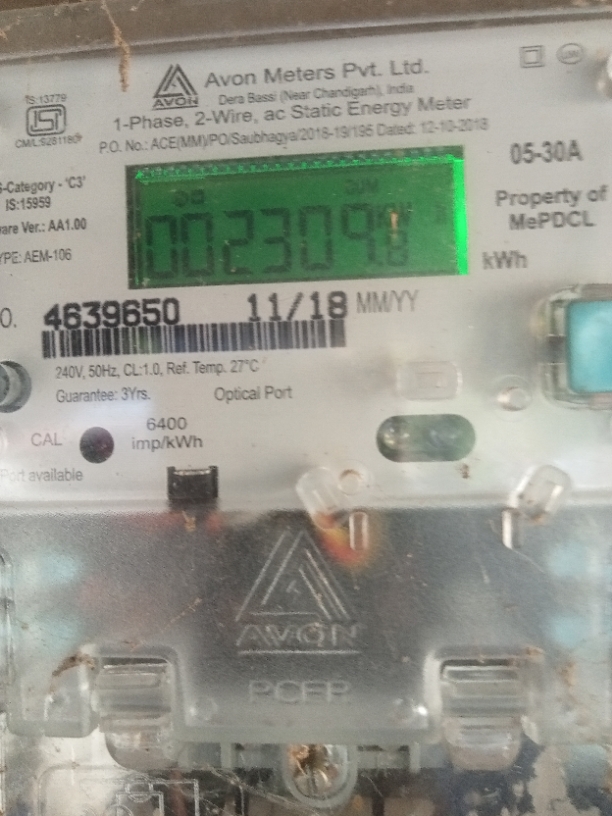 AVON
Avon Meters Pvt. Ltd.
Dera Bassi (Near Chandigarh), India
1-Phase, 2-Wire, ac Static Energy Meter
P.O. No.: ACE(MM)/PO/Saubhagya/2018-19/195 Dated: 12-10-2018
IS:13779
-Category - 'C3'
IS:15959
are Ver.: AA1.00
YPE: AEM-106
05-30A
Property of
MePDCL
CUM
kWh
O. 4639650 11/18 MM/YY
240V, 50Hz, CL:1.0, Ref. Temp. 27°C
Guarantee: 3Yrs. Optical Port
CAL
6400
imp/kWh
Port available
AVON